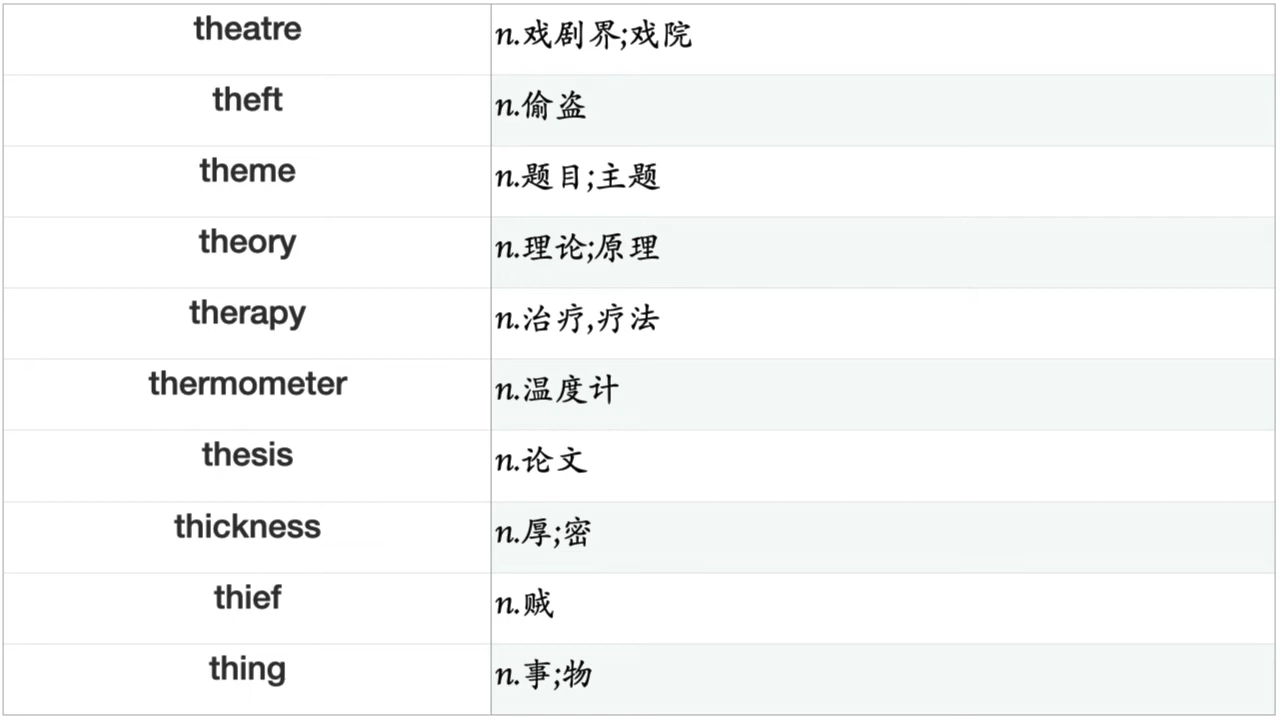 theatre n.戏剧界;戏院
theft n.偷盗
theme n.题目;主题
theory n.理论;原理
therapy n.治疗,疗法
thermometer n.温度计
thesis n.论文
thickness n.厚;密
thief n.贼
thing n.事;物